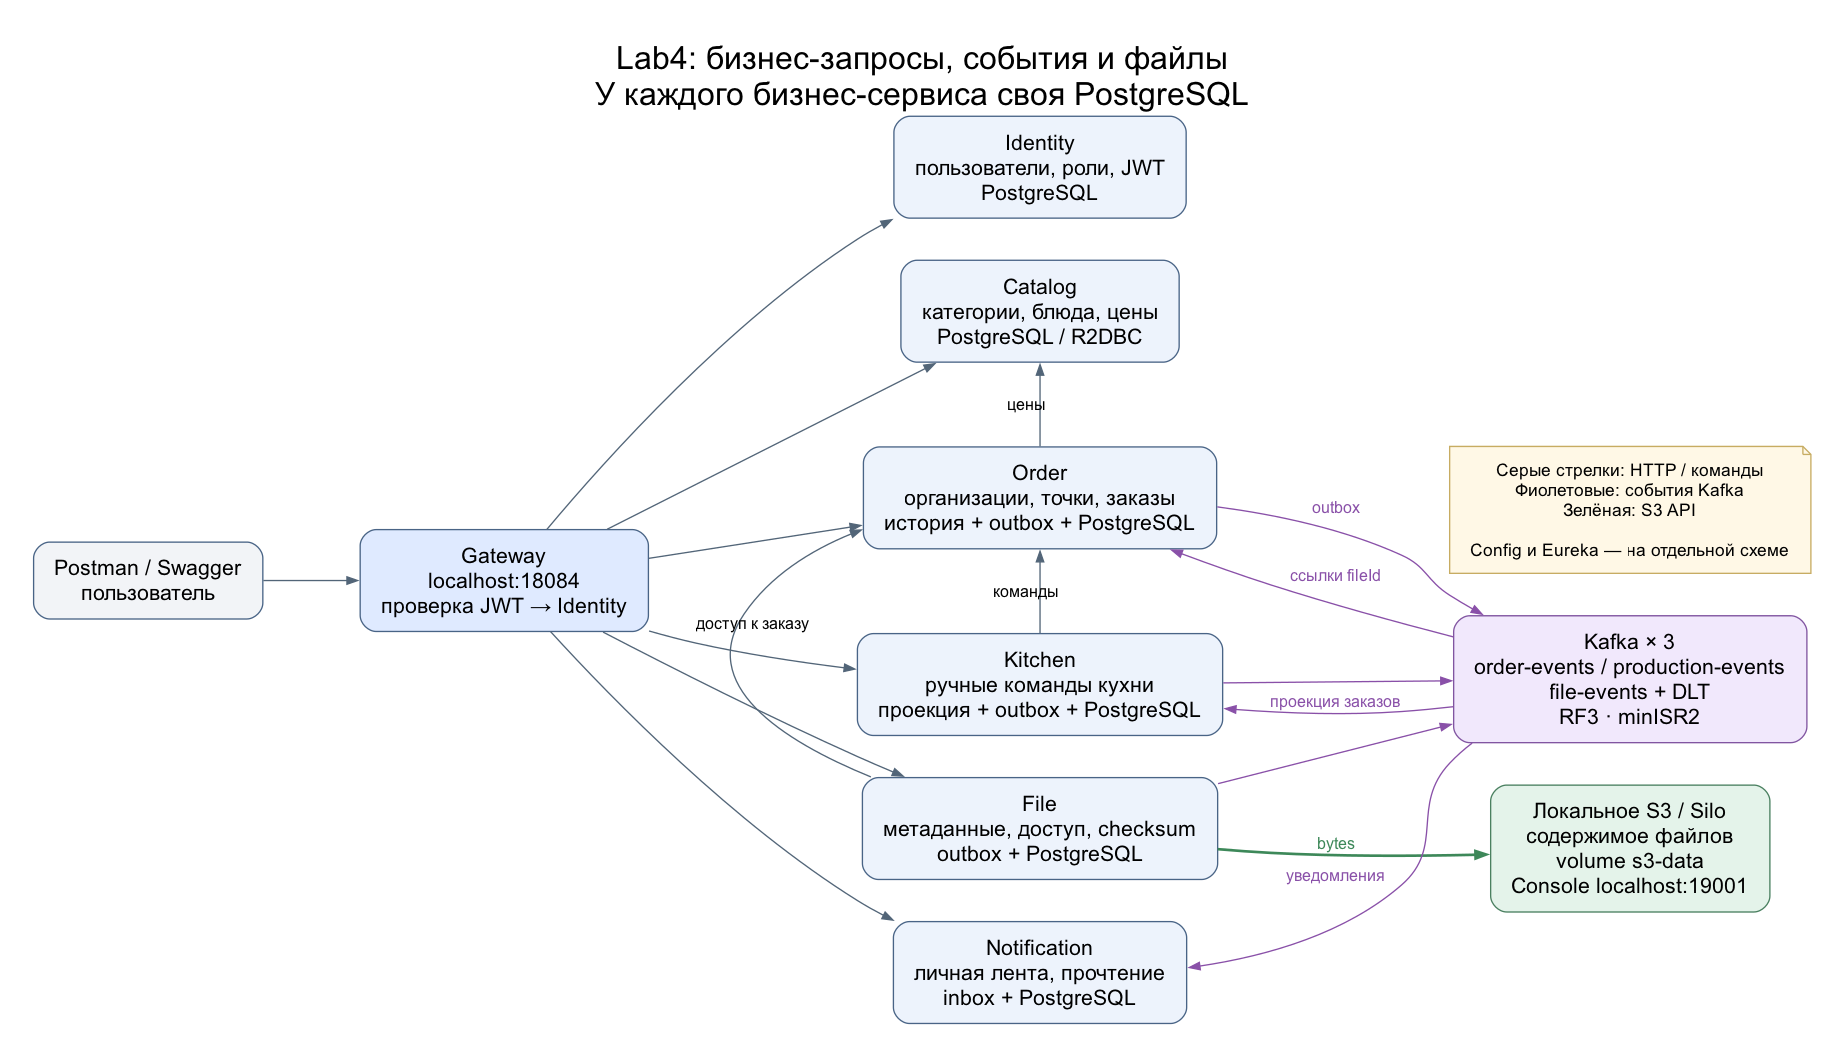 Lab4: бизнес-запросы, события и файлы
У каждого бизнес-сервиса своя PostgreSQL
Identity
пользователи, роли, JWT
PostgreSQL
Catalog
категории, блюда, цены
PostgreSQL / R2DBC
цены
Order
организации, точки, заказы
история + outbox + PostgreSQL
outbox
Серые стрелки: HTTP / команды
Фиолетовые: события Kafka
Зелёная: S3 API
Config и Eureka — на отдельной схеме
Postman / Swagger
пользователь
Gateway
localhost:18084
проверка JWT → Identity
ссылки fileId
команды
доступ к заказу
Kitchen
ручные команды кухни
проекция + outbox + PostgreSQL
проекция заказов
Kafka × 3
order-events / production-events
file-events + DLT
RF3 · minISR2
File
метаданные, доступ, checksum
outbox + PostgreSQL
bytes
уведомления
Локальное S3 / Silo
содержимое файлов
volume s3-data
Console localhost:19001
Notification
личная лента, прочтение
inbox + PostgreSQL